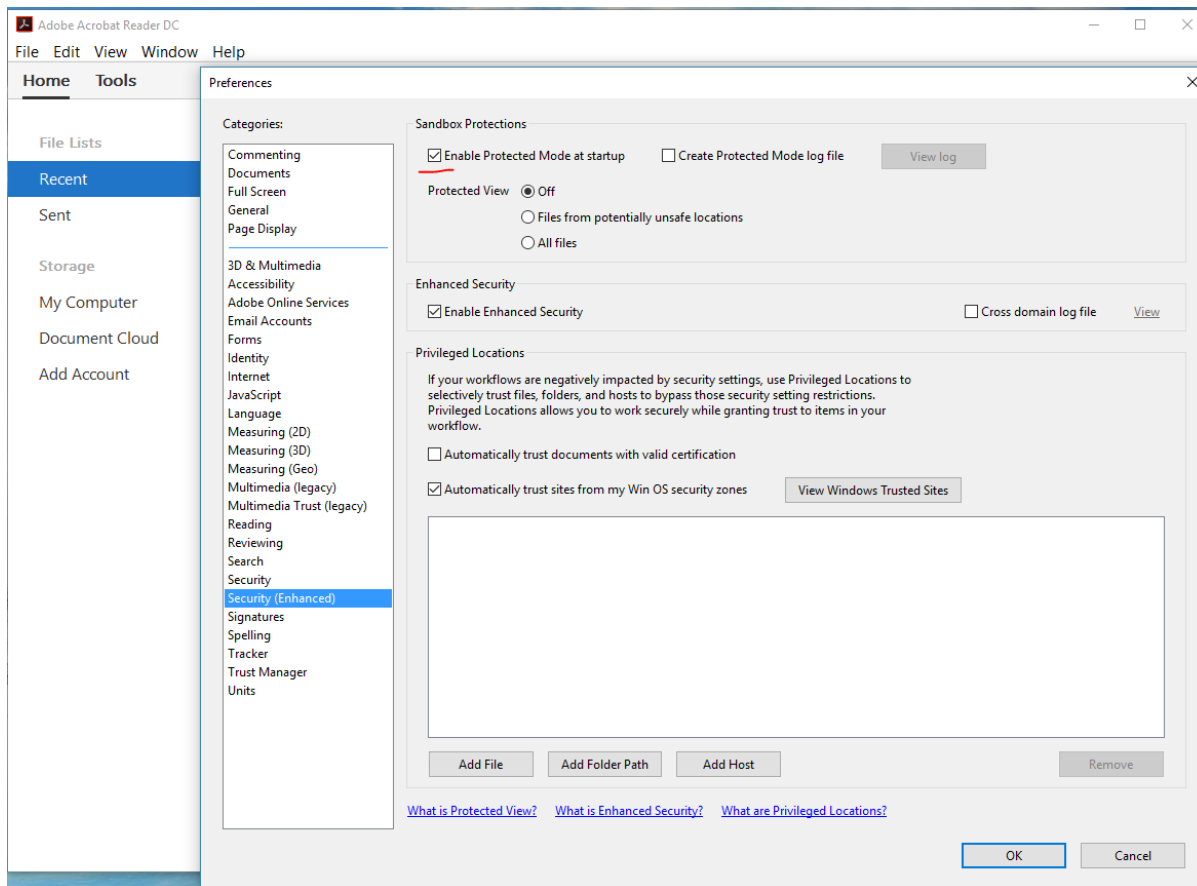 Adobe Acrobat Reader DC
File Edit View Window Help
Home Tools
File Lists
Recent
Sent
Storage
My Computer
Document Cloud
Add Account
Preferences
Categories:
Commenting
Documents
Full Screen
General
Page Display
3D & Multimedia
Accessibility
Adobe Online Services
Email Accounts
Forms
Identity
Internet
JavaScript
Language
Measuring (2D)
Measuring (3D)
Measuring (Geo)
Multimedia (legacy)
Multimedia Trust (legacy)
Reading
Reviewing
Search
Security
Security (Enhanced)
Signatures
Spelling
Tracker
Trust Manager
Units
Sandbox Protections
Enable Protected Mode at startup Create Protected Mode log file View log
Protected View Off
Files from potentially unsafe locations
All files
Enhanced Security
Enable Enhanced Security Cross domain log file View
Privileged Locations
If your workflows are negatively impacted by security settings, use Privileged Locations to
selectively trust files, folders, and hosts to bypass those security setting restrictions.
Privileged Locations allows you to work securely while granting trust to items in your
workflow.
Automatically trust documents with valid certification
Automatically trust sites from my Win OS security zones View Windows Trusted Sites
Add File Add Folder Path Add Host Remove
What is Protected View? What is Enhanced Security? What are Privileged Locations?
OK Cancel